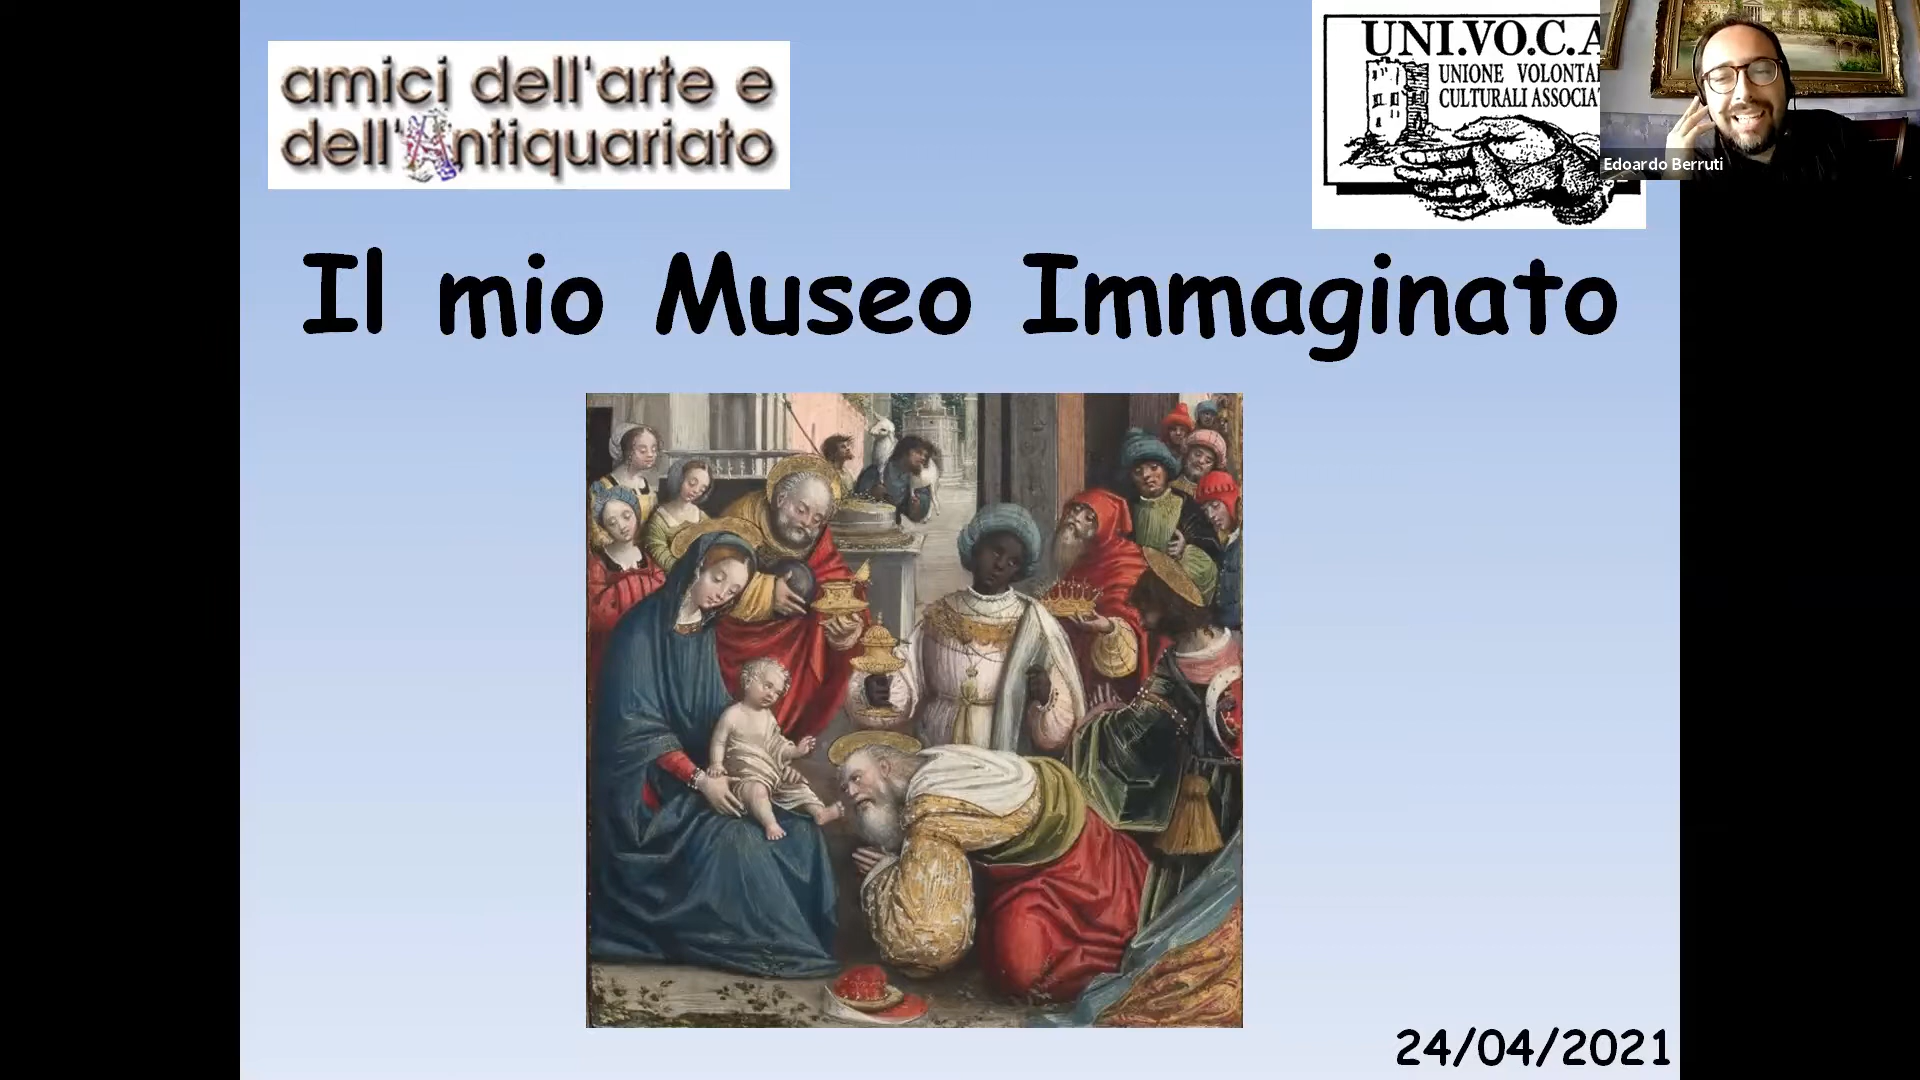 amici dell'arte e
dell'Antiquariato
UNI.VO.C.A
UNIONE VOLONTA
CULTURALI ASSOCIA
Edoardo Berruti
Il mio Museo Immaginato
24/04/2021